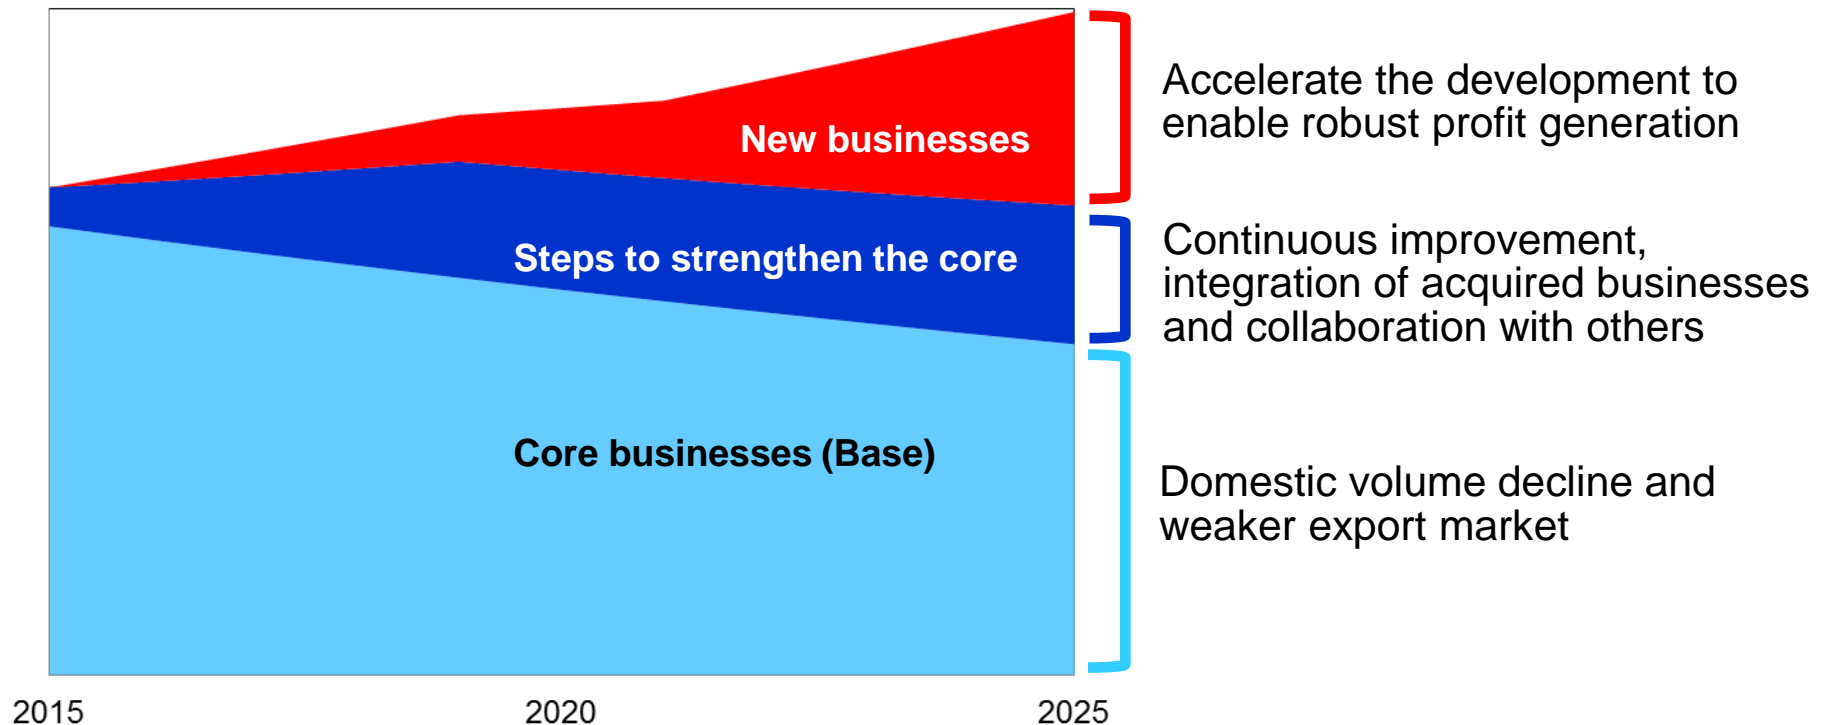 Accelerate the development to
enable robust profit generation
New businesses
Continuous improvement,
integration of acquired businesses
and collaboration with others
Steps to strengthen the core
Core businesses (Base)
Domestic volume decline and
weaker export market
2015
2020
2025